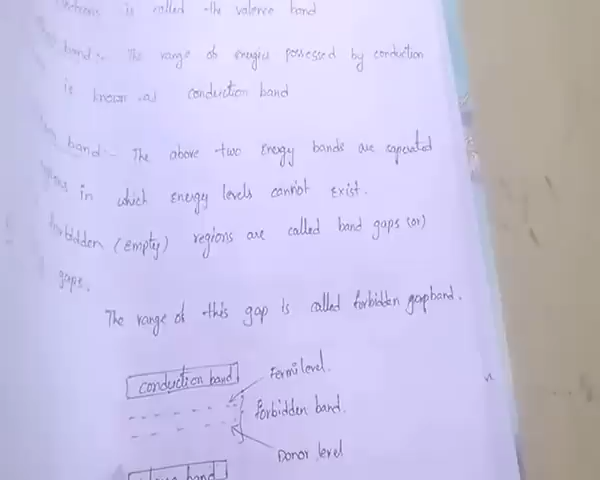 is called the valence band
band :- The range of energies possessed by conduction
is known as conduction band
band :- The above two Energy bands are seperated
in which energy levels cannot exist.
forbidden (empty) regions are called band gaps (or)
gaps.
The range of this gap is called forbidden gapband.
conduction band
Fermi level.
forbidden band.
Donor level
band